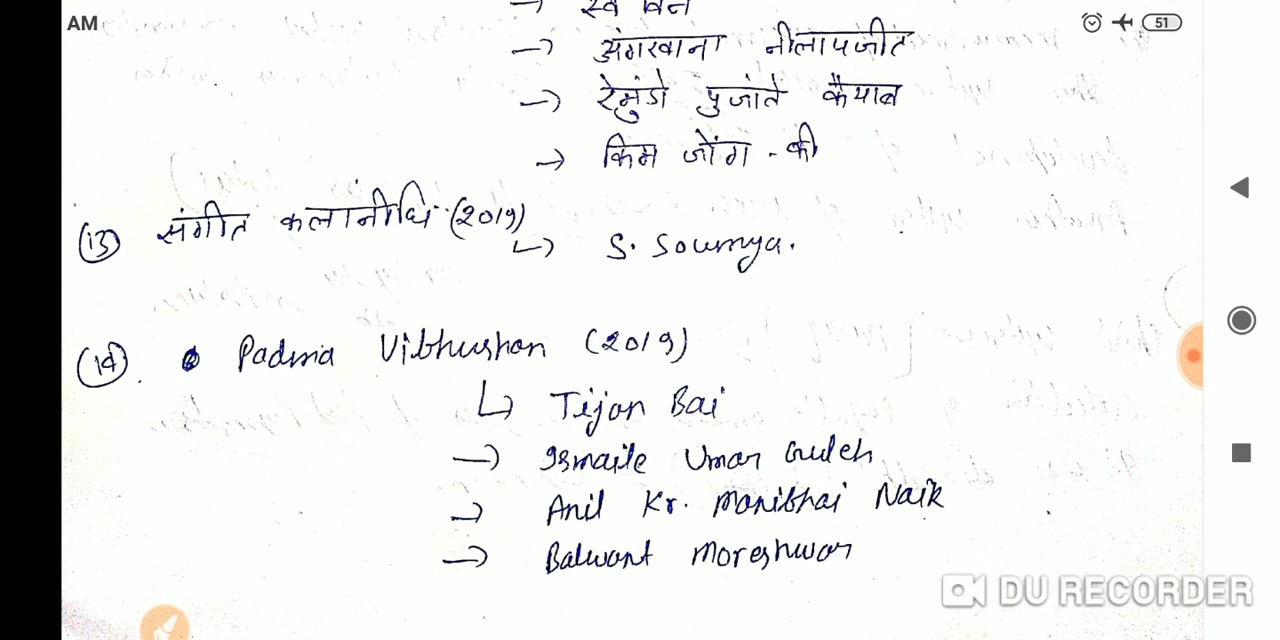 AM
51
→ स्वे विन
→ अंगरवाना नीलापजीत
→ रेमुंडो पुजांते कैयाब
→ किम जोंग - की
(13) संगीत कलानीधि (2019)
↳ S. Soumya.
(14) Padma Vibhushan (2019)
↳ Tijan Bai
→ Ismaile Umar Guleh
→ Anil Kr. Manibhai Naik
→ Balwant Moreshwar
DU RECORDER